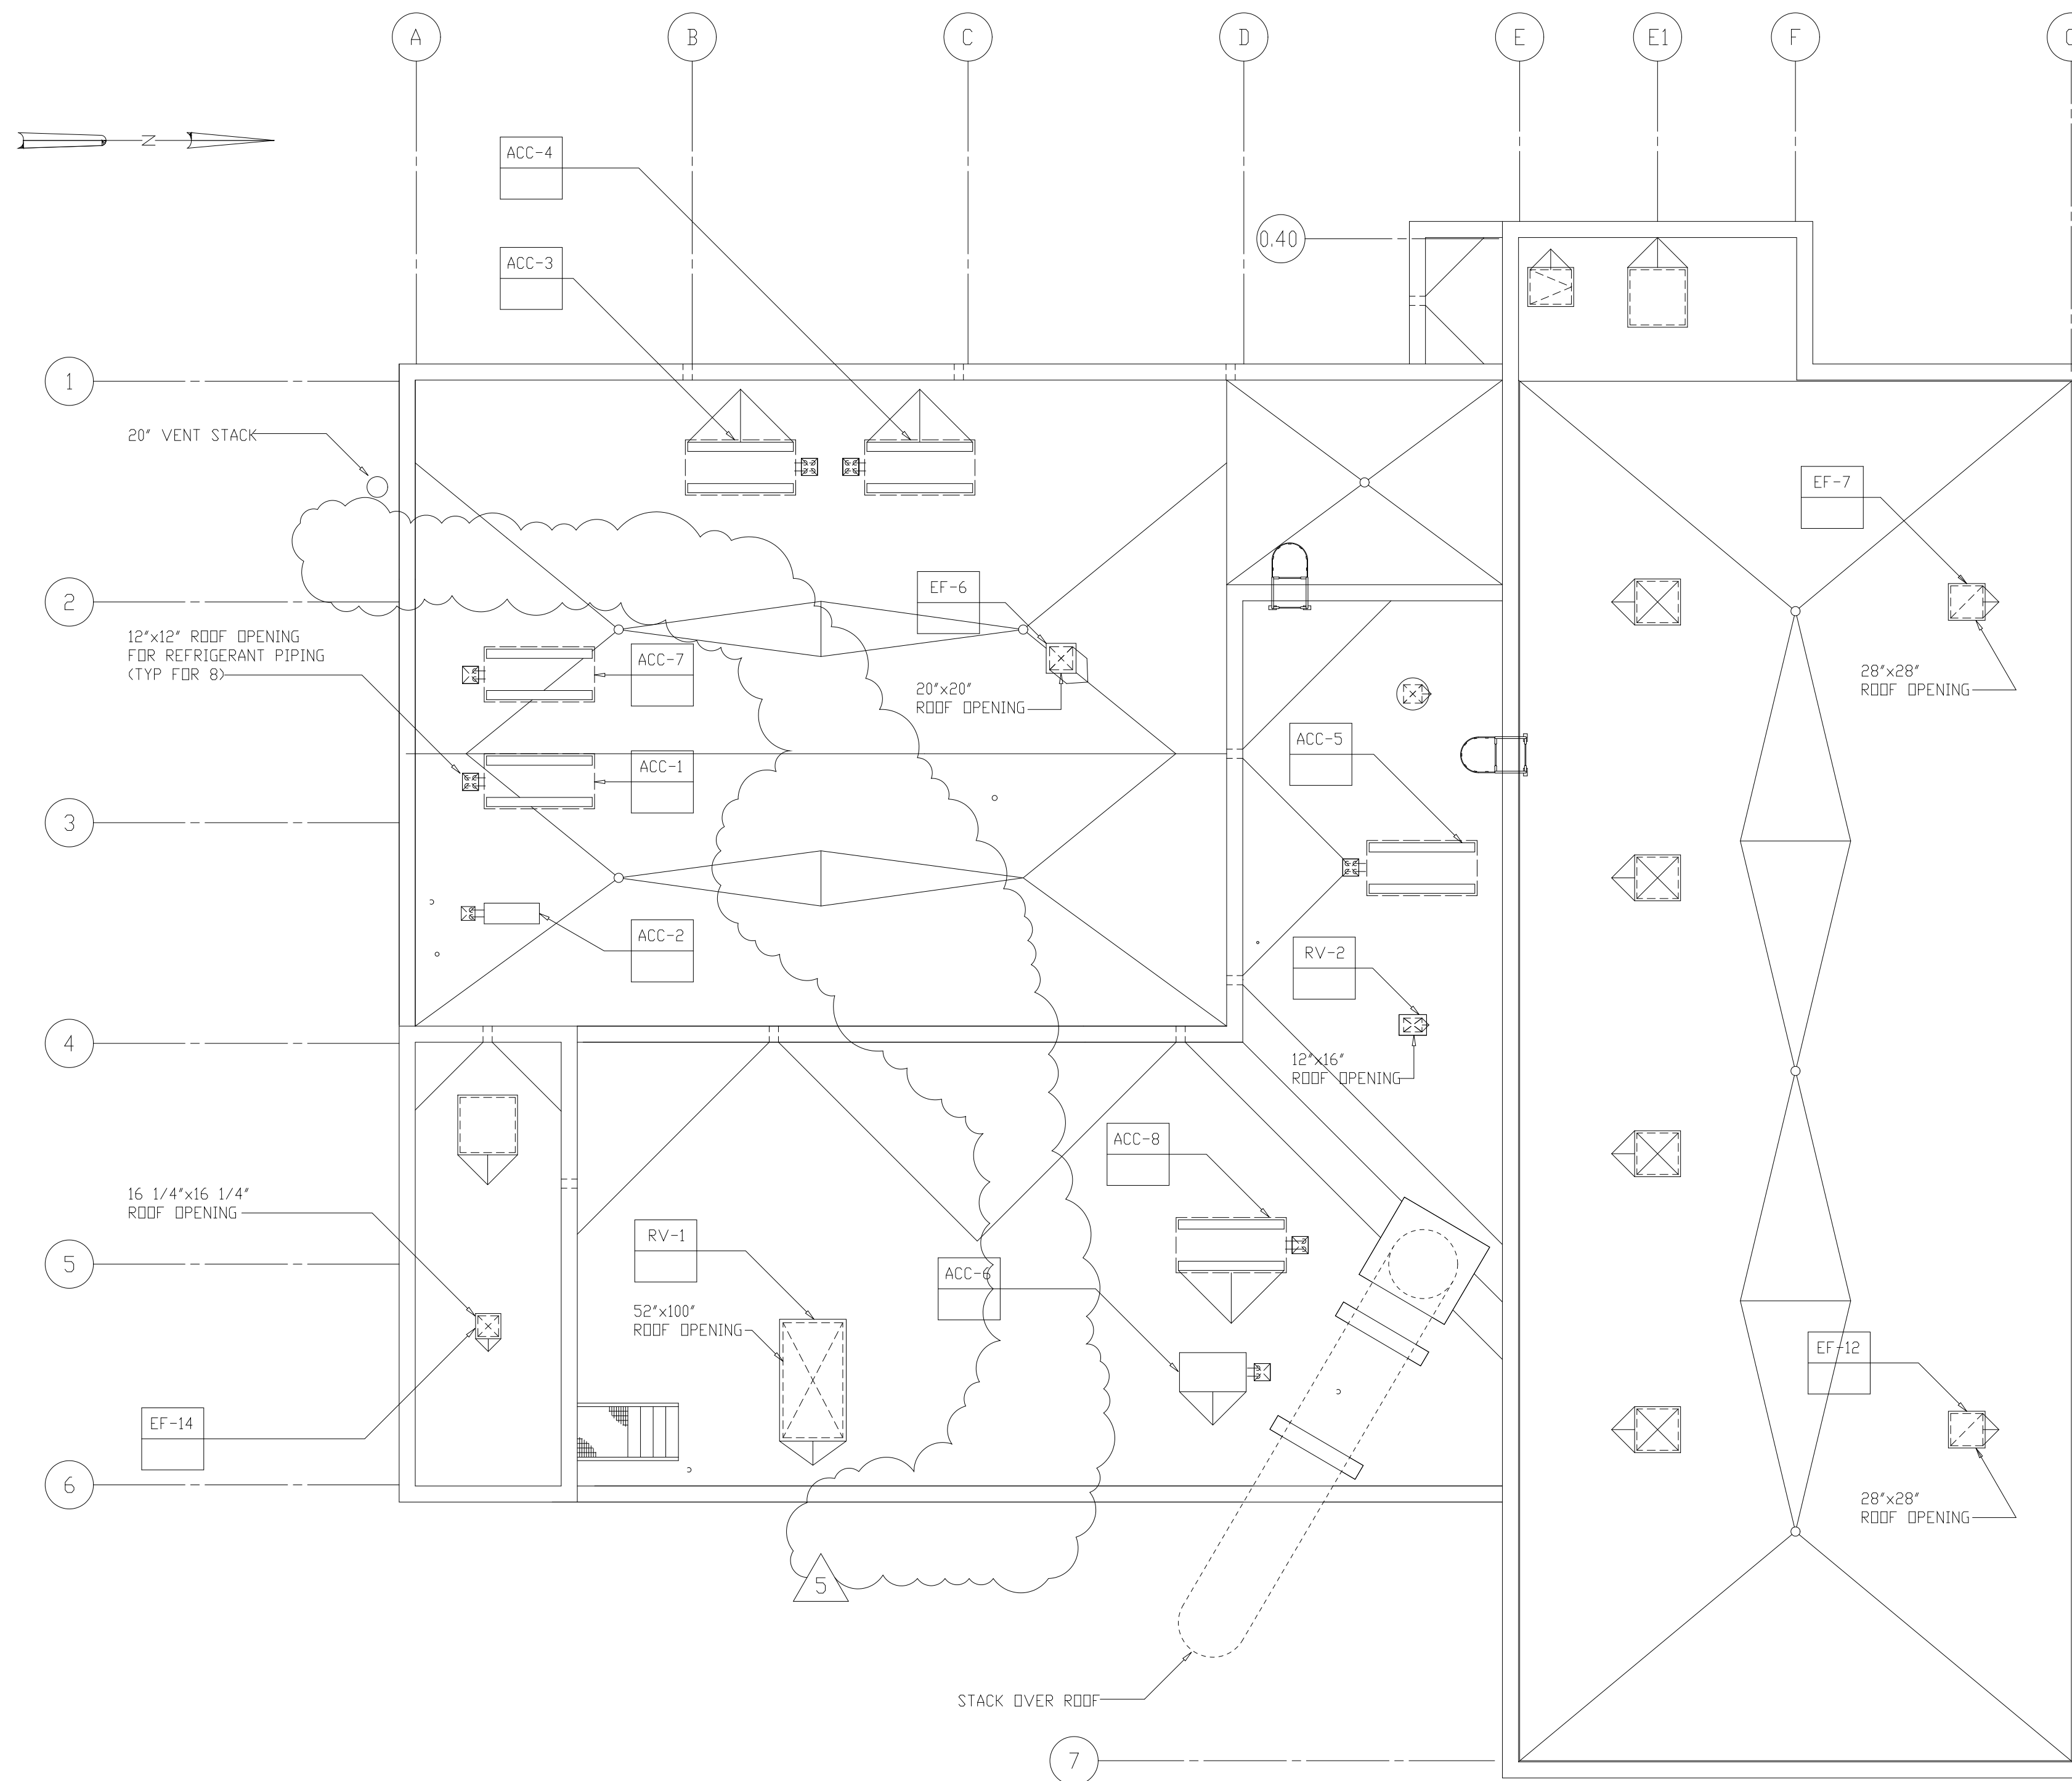 A
B
C
D
E
E1
F
N
ACC-4
ACC-3
0.40
1
20" VENT STACK
EF-7
EF-6
2
12"x12" ROOF OPENING
FOR REFRIGERANT PIPING
(TYP FOR 8)
ACC-7
20"x20"
ROOF OPENING
28"x28"
ROOF OPENING
ACC-5
ACC-1
3
ACC-2
RV-2
4
12"x16"
ROOF OPENING
ACC-8
16 1/4"x16 1/4"
ROOF OPENING
RV-1
5
ACC-6
52"x100"
ROOF OPENING
EF-12
EF-14
6
28"x28"
ROOF OPENING
5
STACK OVER ROOF
7